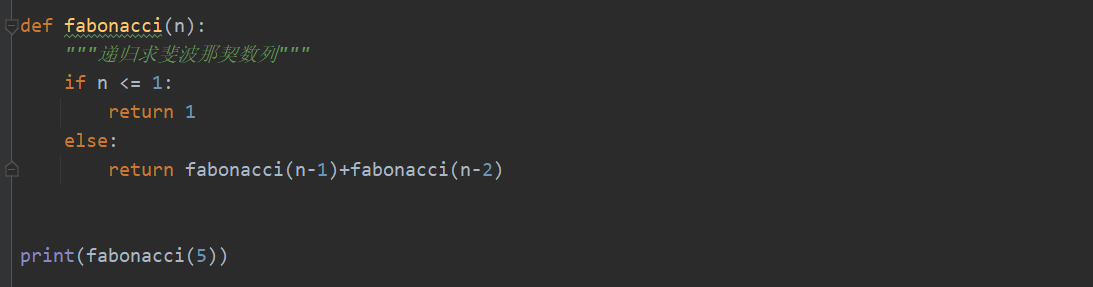 def fabonacci(n):
    """递归求斐波那契数列"""
    if n <= 1:
        return 1
    else:
        return fabonacci(n-1)+fabonacci(n-2)
print(fabonacci(5))